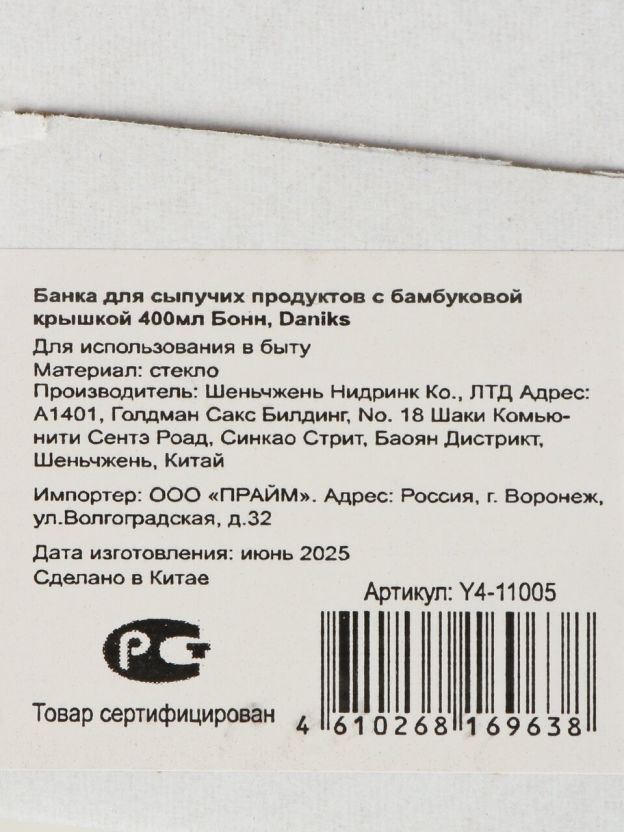 Банка для сыпучих продуктов с бамбуковой
крышкой 400мл Бонн, Daniks
Для использования в быту
Материал: стекло
Производитель: Шеньчжень Нидринк Ко., ЛТД Адрес:
А1401, Голдман Сакс Билдинг, No. 18 Шаки Комью-
нити Сентэ Роад, Синкао Стрит, Баоян Дистрикт,
Шеньчжень, Китай
Импортер: ООО «ПРАЙМ». Адрес: Россия, г. Воронеж,
ул.Волгоградская, д.32
Дата изготовления: июнь 2025
Сделано в Китае
Артикул: Y4-11005
РСТ
Товар сертифицирован
4 610268 169638